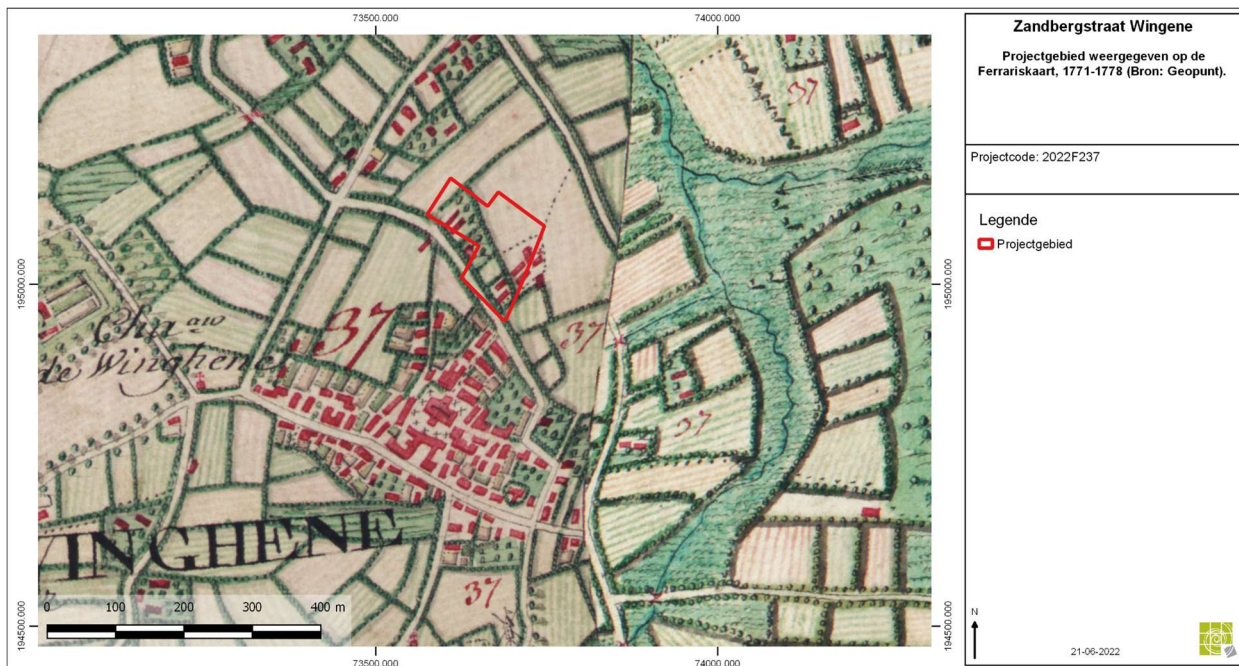 73500.000
74000.000
195000.000
195000.000
194500.000
194500.000
73500.000
74000.000
37
37
Chau
de Winghene
37
37
37
INGHENE
37
0 100 200 300 400 m
Zandbergstraat Wingene
Projectgebied weergegeven op de
Ferrariskaart, 1771-1778 (Bron: Geopunt).
Projectcode: 2022F237
Legende
Projectgebied
N
21-06-2022